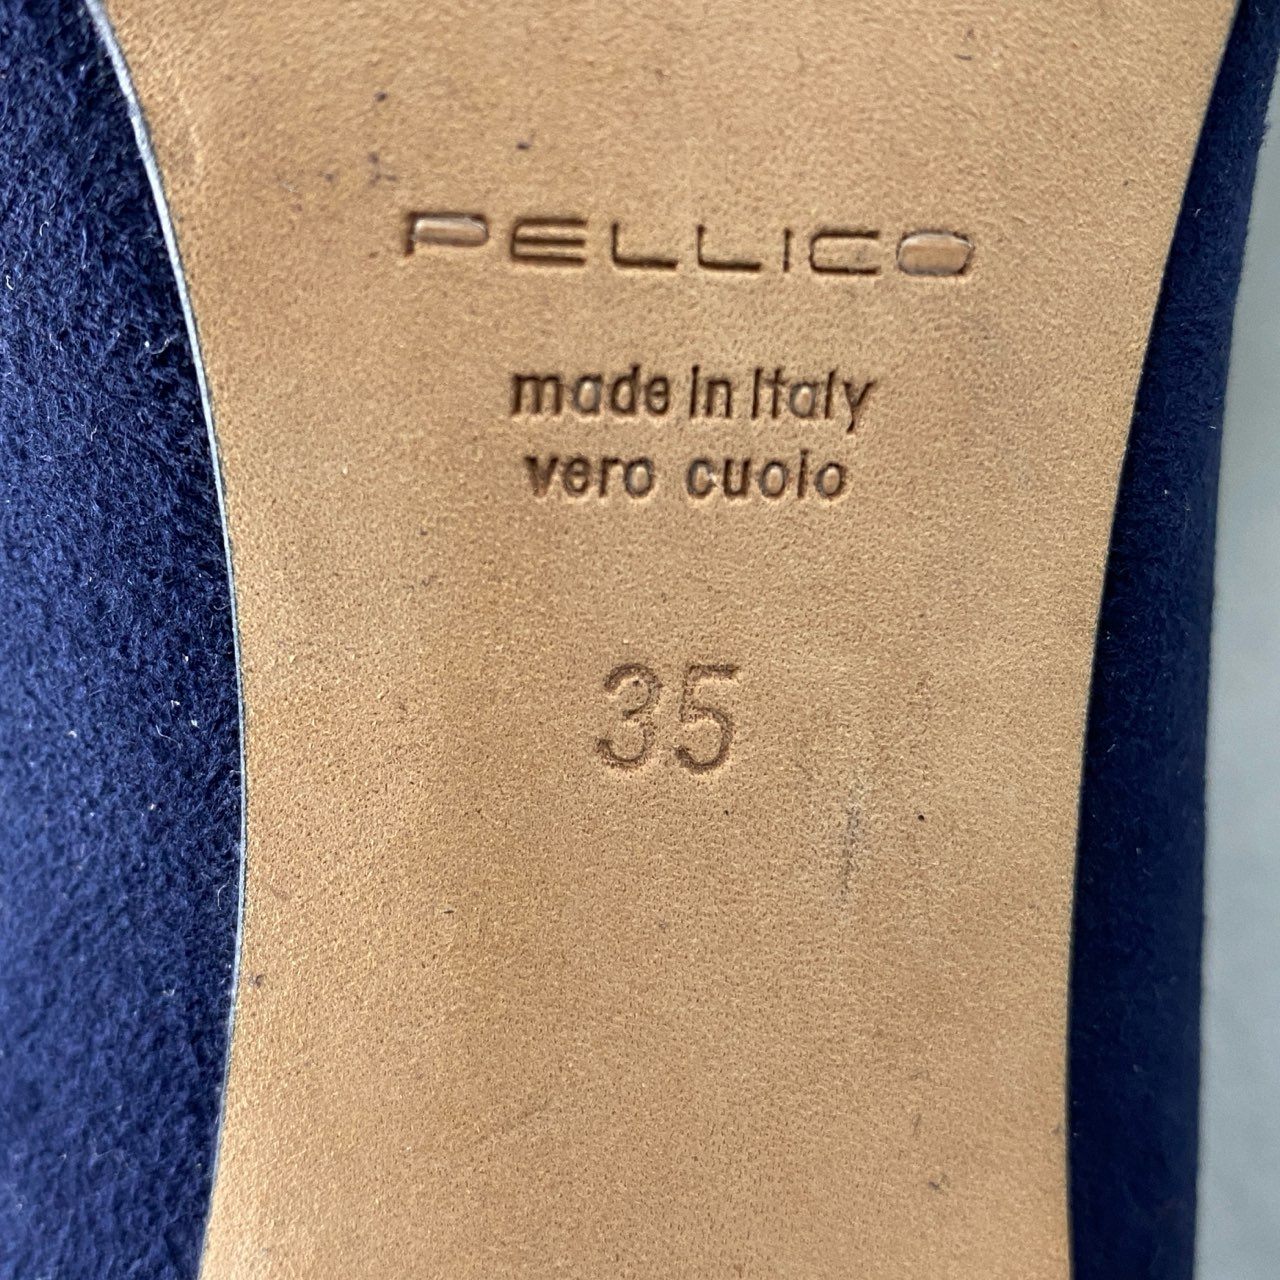 PELLICO
made in Italy
vero cuoio
35